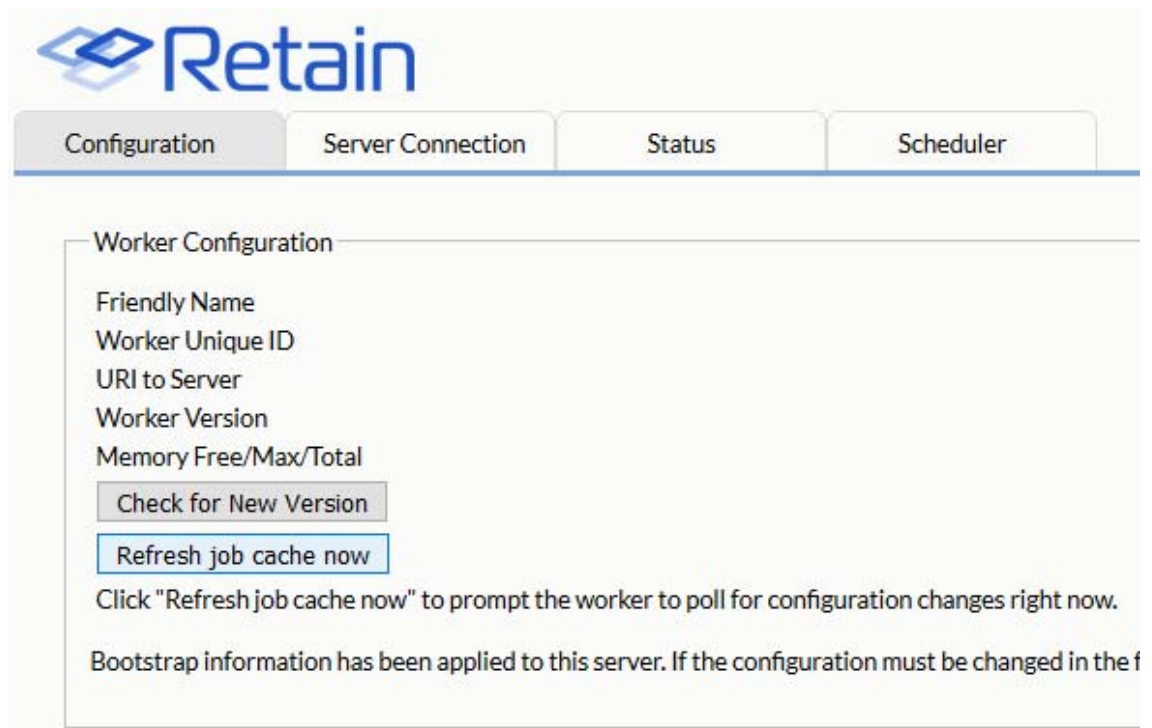 Retain
Configuration Server Connection Status Scheduler
Worker Configuration
Friendly Name
Worker Unique ID
URI to Server
Worker Version
Memory Free/Max/Total
Check for New Version
Refresh job cache now
Click "Refresh job cache now" to prompt the worker to poll for configuration changes right now.
Bootstrap information has been applied to this server. If the configuration must be changed in the